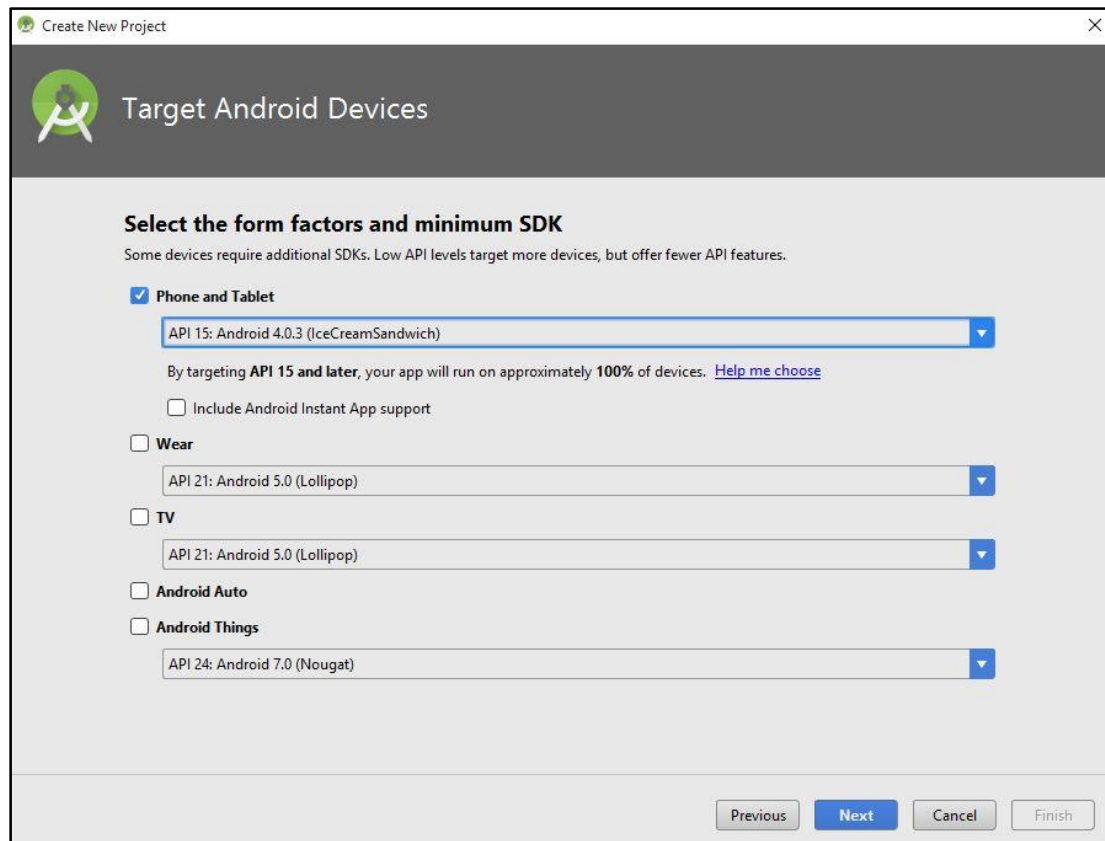 Create New Project
Target Android Devices
Select the form factors and minimum SDK
Some devices require additional SDKs. Low API levels target more devices, but offer fewer API features.
Phone and Tablet
API 15: Android 4.0.3 (IceCreamSandwich)
By targeting API 15 and later, your app will run on approximately 100% of devices. Help me choose
Include Android Instant App support
Wear
API 21: Android 5.0 (Lollipop)
TV
API 21: Android 5.0 (Lollipop)
Android Auto
Android Things
API 24: Android 7.0 (Nougat)
Previous Next Cancel Finish